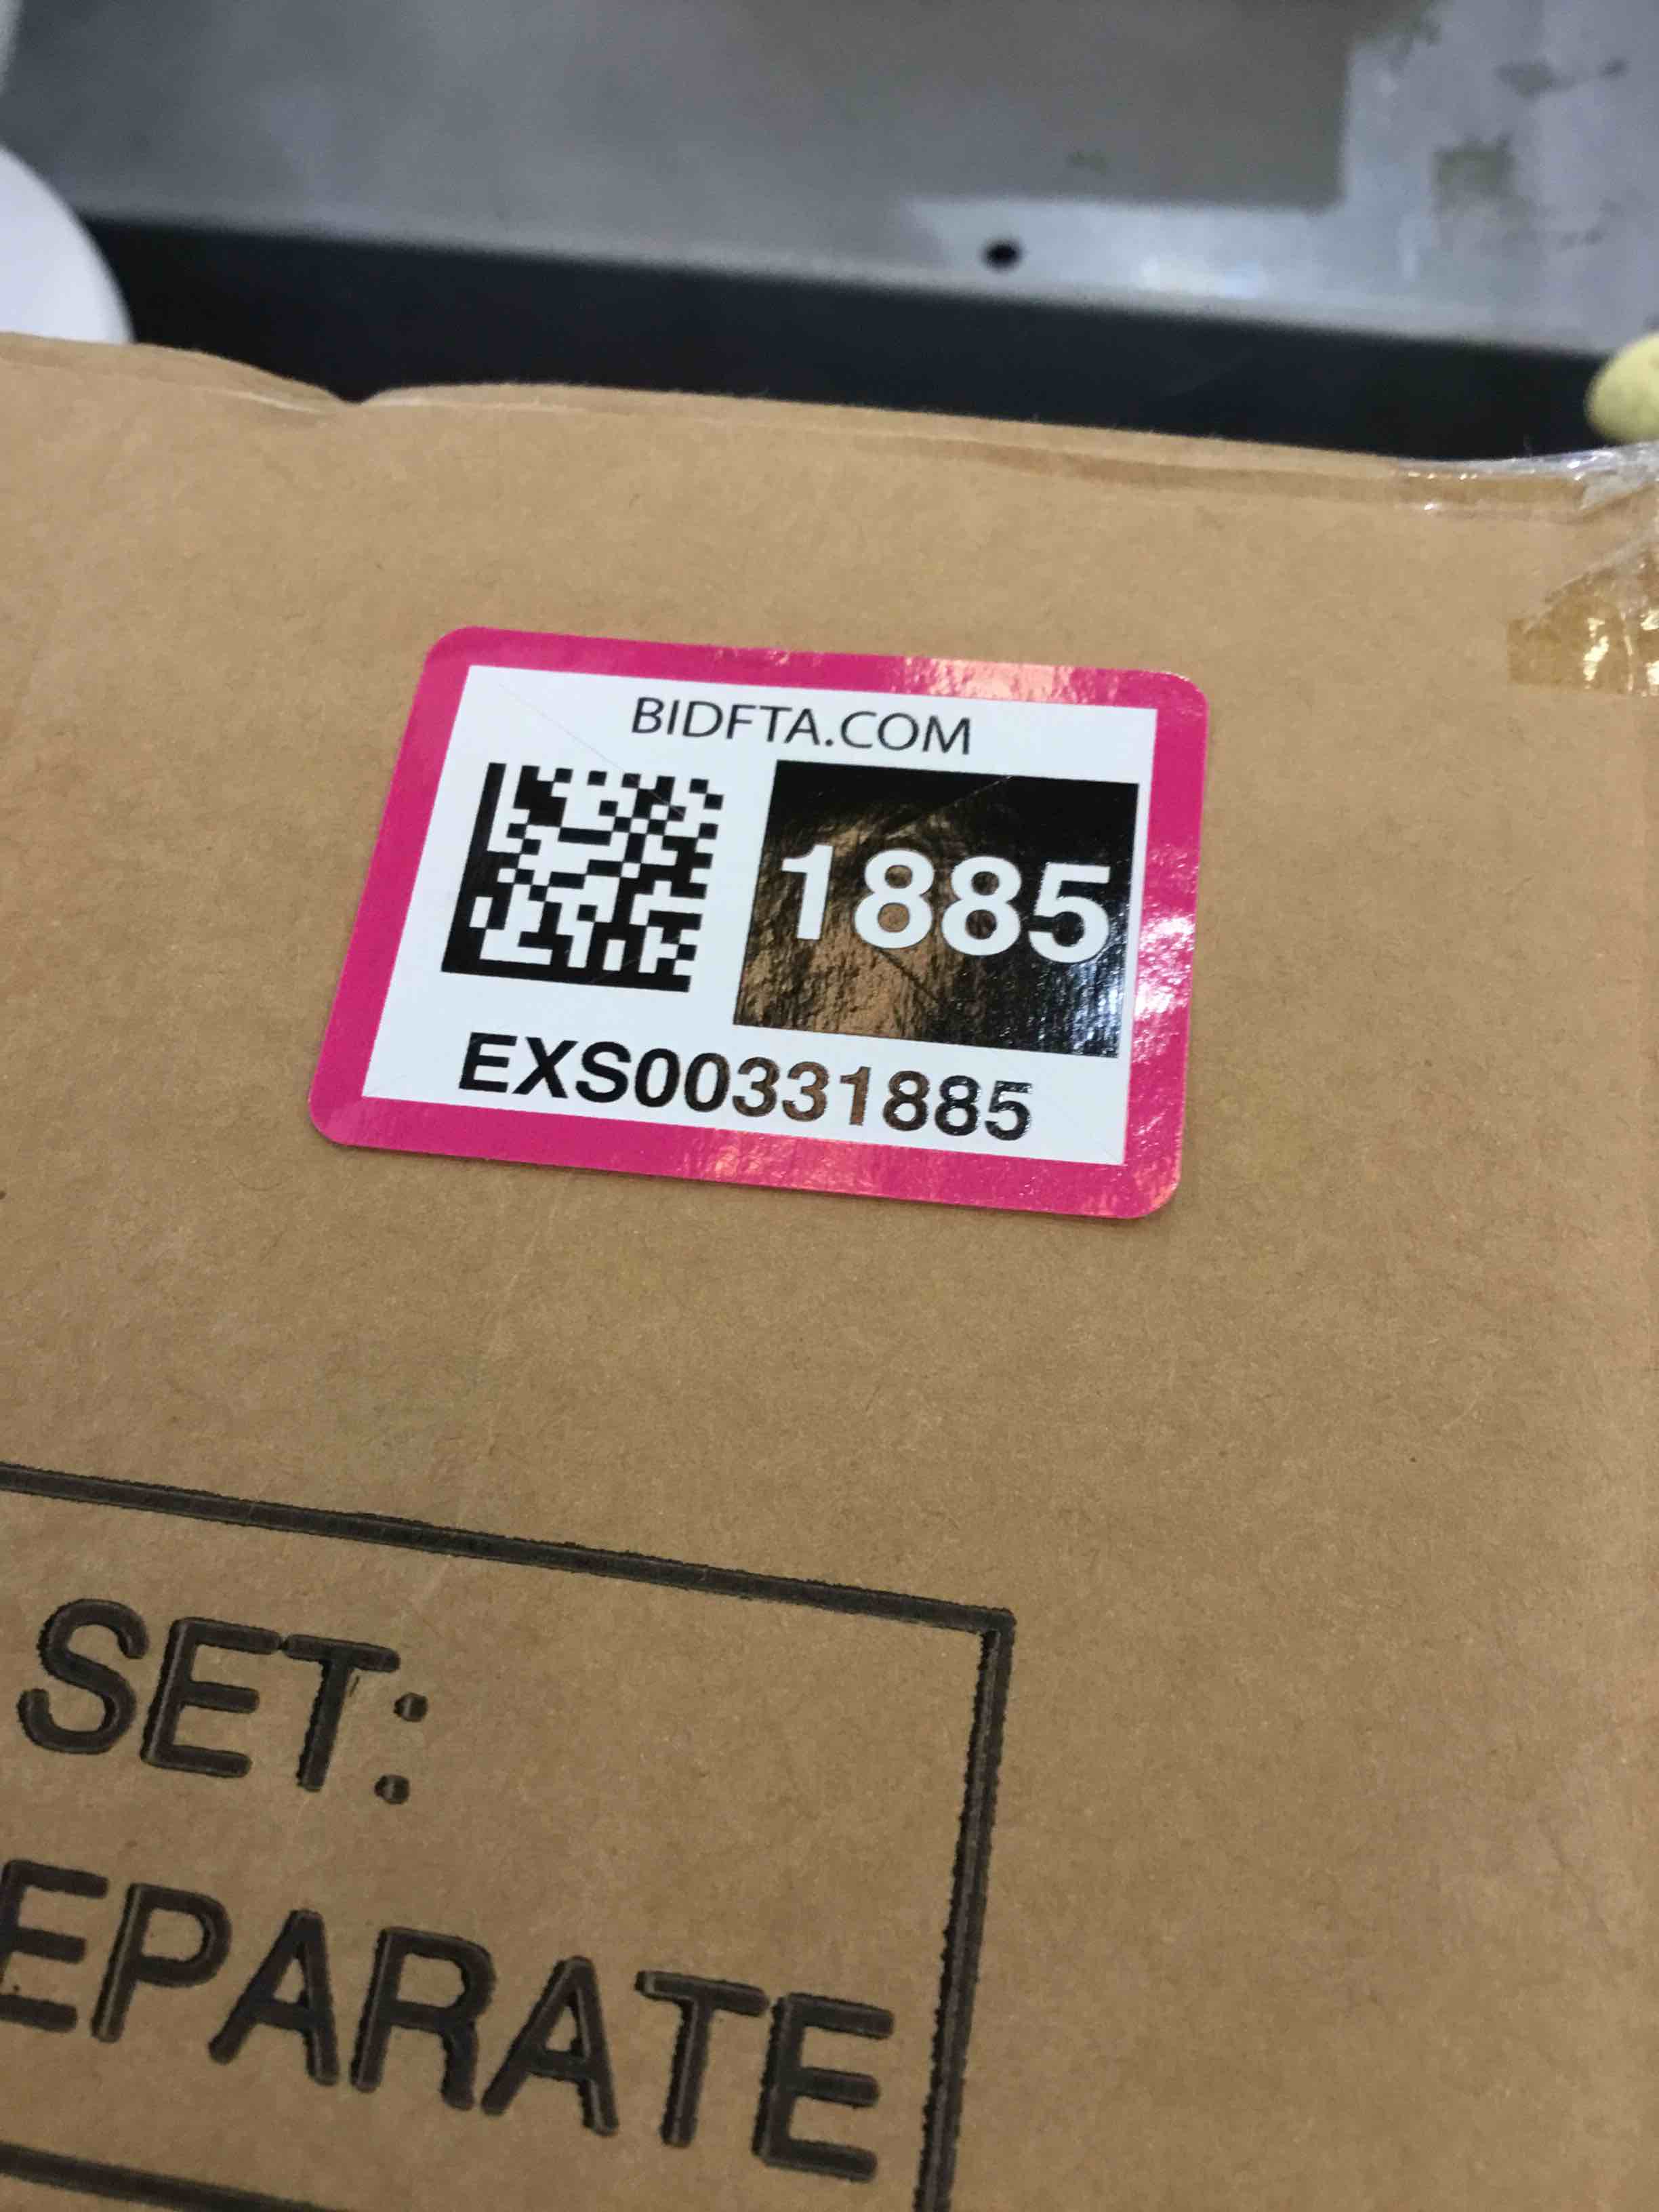 BIDFTA.COM
1885
EXS00331885
SET:
EPARATE